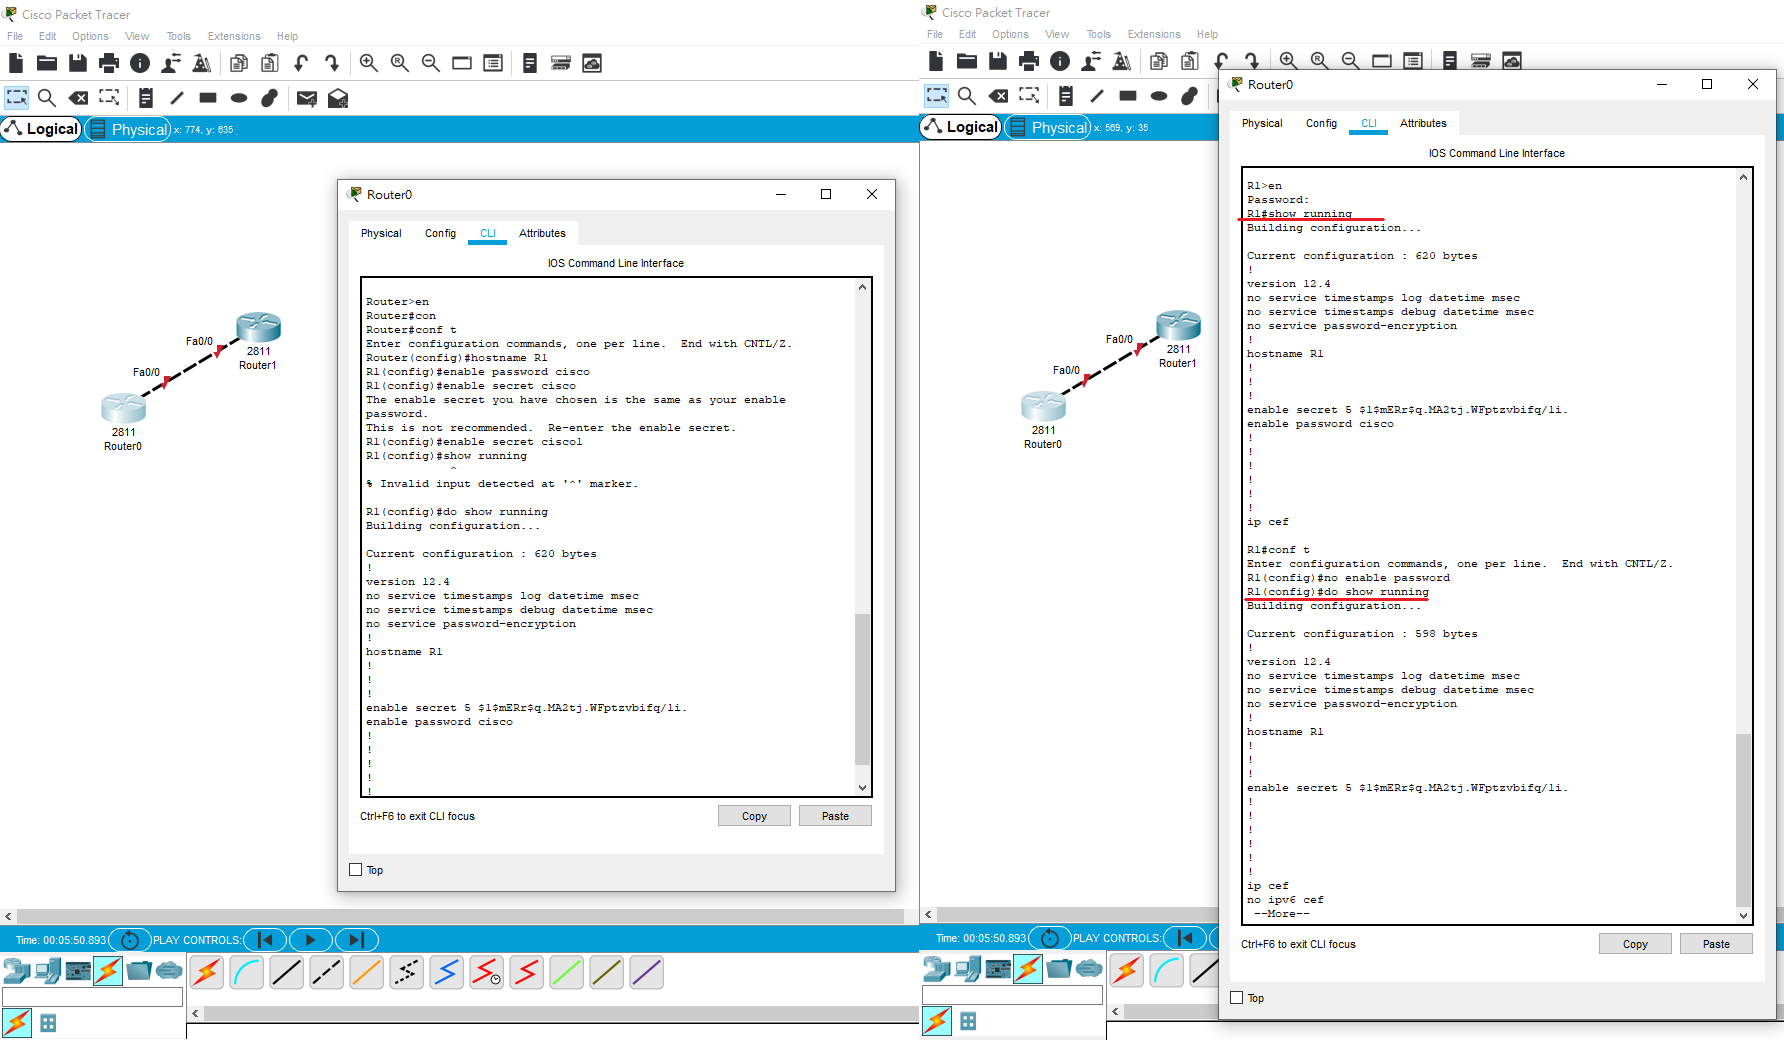 Cisco Packet Tracer
File Edit Options View Tools Extensions Help
Logical Physical x: 774, y: 635
Fa0/0
2811
Router1
Fa0/0
2811
Router0
Router0
Physical Config CLI Attributes
IOS Command Line Interface
Router>en
Router#con
Router#conf t
Enter configuration commands, one per line.  End with CNTL/Z.
Router(config)#hostname R1
R1(config)#enable password cisco
R1(config)#enable secret cisco
The enable secret you have chosen is the same as your enable
password.
This is not recommended.  Re-enter the enable secret.
R1(config)#enable secret cisco1
R1(config)#show running
^
% Invalid input detected at '^' marker.
R1(config)#do show running
Building configuration...
Current configuration : 620 bytes
!
version 12.4
no service timestamps log datetime msec
no service timestamps debug datetime msec
no service password-encryption
!
hostname R1
!
!
!
enable secret 5 $1$mERr$q.MA2tj.WFptzvbifq/li.
enable password cisco
!
!
!
!
!
Ctrl+F6 to exit CLI focus
Copy Paste
Top
Time: 00:05:50.893 PLAY CONTROLS:
Cisco Packet Tracer
File Edit Options View Tools Extensions Help
Logical Physical x: 569, y: 35
Fa0/0
2811
Router1
Fa0/0
2811
Router0
Router0
Physical Config CLI Attributes
IOS Command Line Interface
R1>en
Password:
R1#show running
Building configuration...
Current configuration : 620 bytes
!
version 12.4
no service timestamps log datetime msec
no service timestamps debug datetime msec
no service password-encryption
!
hostname R1
!
!
!
enable secret 5 $1$mERr$q.MA2tj.WFptzvbifq/li.
enable password cisco
!
!
!
!
!
!
ip cef
R1#conf t
Enter configuration commands, one per line.  End with CNTL/Z.
R1(config)#no enable password
R1(config)#do show running
Building configuration...
Current configuration : 598 bytes
!
version 12.4
no service timestamps log datetime msec
no service timestamps debug datetime msec
no service password-encryption
!
hostname R1
!
!
!
enable secret 5 $1$mERr$q.MA2tj.WFptzvbifq/li.
!
!
!
!
!
!
ip cef
no ipv6 cef
--More--
Ctrl+F6 to exit CLI focus
Copy Paste
Top
Time: 00:05:50.893 PLAY CONTROLS: